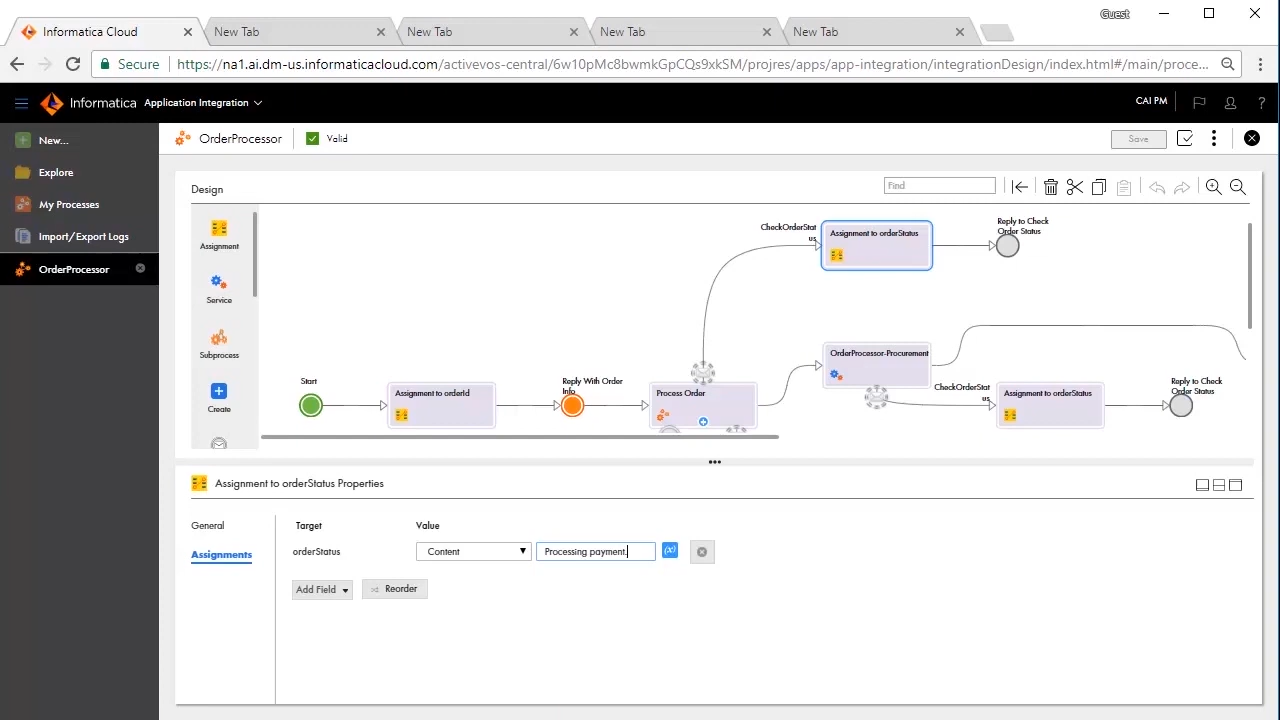 Guest
Informatica Cloud
New Tab
New Tab
New Tab
New Tab
Secure
https://na1.ai.dm-us.informaticacloud.com/activevos-central/6w10pMc8bwmkGpCQs9xkSM/projres/apps/app-integration/integrationDesign/index.html#/main/proce...
Informatica Application Integration
CAI PM
?
New...
Explore
My Processes
Import/Export Logs
OrderProcessor
OrderProcessor
Valid
Save
Design
Find
Assignment
Service
Subprocess
Create
CheckOrderStat
us
Assignment to orderStatus
Reply to Check
Order Status
Start
Assignment to orderId
Reply With Order
Info
Process Order
OrderProcessor-Procurement
CheckOrderStat
us
Assignment to orderStatus
Reply to Check
Order Status
Assignment to orderStatus Properties
General
Assignments
Target
Value
orderStatus
Content
Processing payment.
(x)
Add Field
Reorder